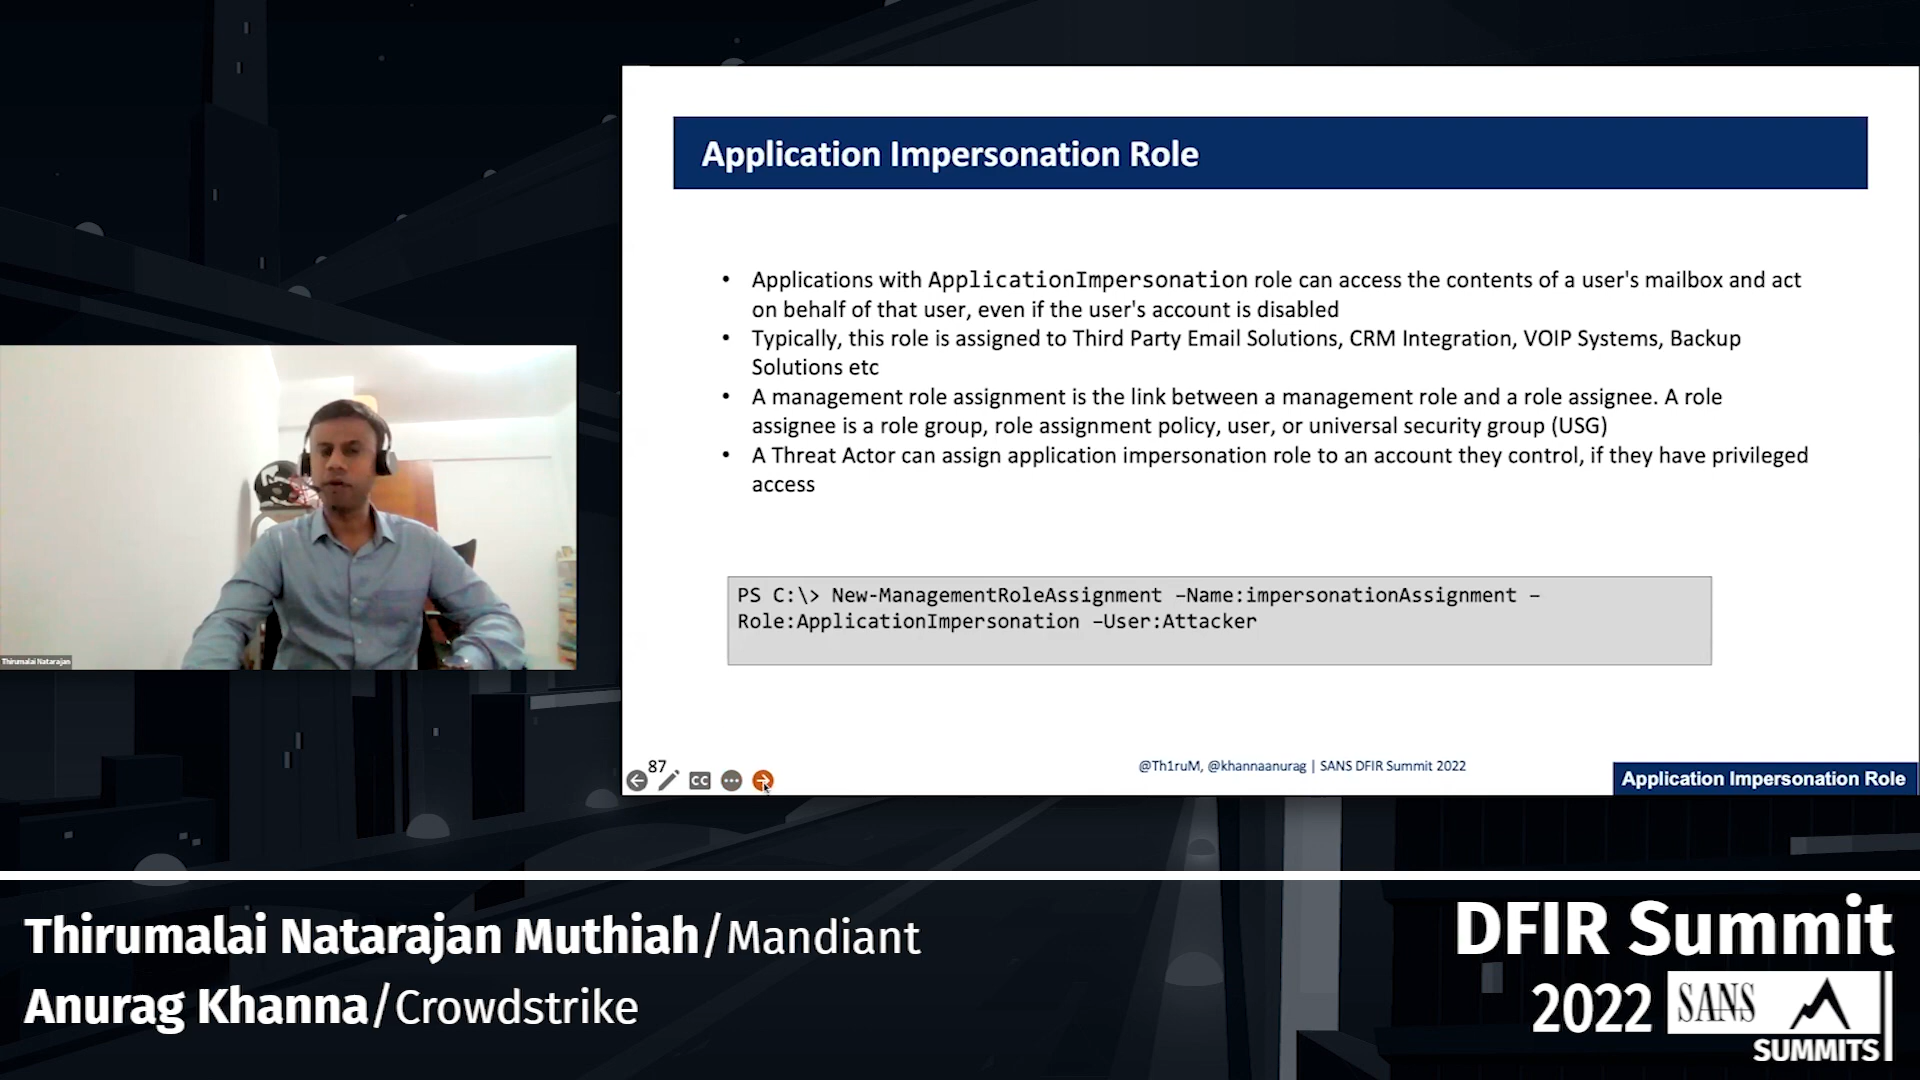 Application Impersonation Role
• Applications with ApplicationImpersonation role can access the contents of a user's mailbox and act
on behalf of that user, even if the user's account is disabled
• Typically, this role is assigned to Third Party Email Solutions, CRM Integration, VOIP Systems, Backup
Solutions etc
• A management role assignment is the link between a management role and a role assignee. A role
assignee is a role group, role assignment policy, user, or universal security group (USG)
• A Threat Actor can assign application impersonation role to an account they control, if they have privileged
access
PS C:\> New-ManagementRoleAssignment –Name:impersonationAssignment –
Role:ApplicationImpersonation –User:Attacker
87
CC
@Th1ruM, @khannaanurag | SANS DFIR Summit 2022
Application Impersonation Role
Thirumalai Natarajan
Thirumalai Natarajan Muthiah/Mandiant
Anurag Khanna/Crowdstrike
DFIR Summit
2022 SANS
SUMMITS